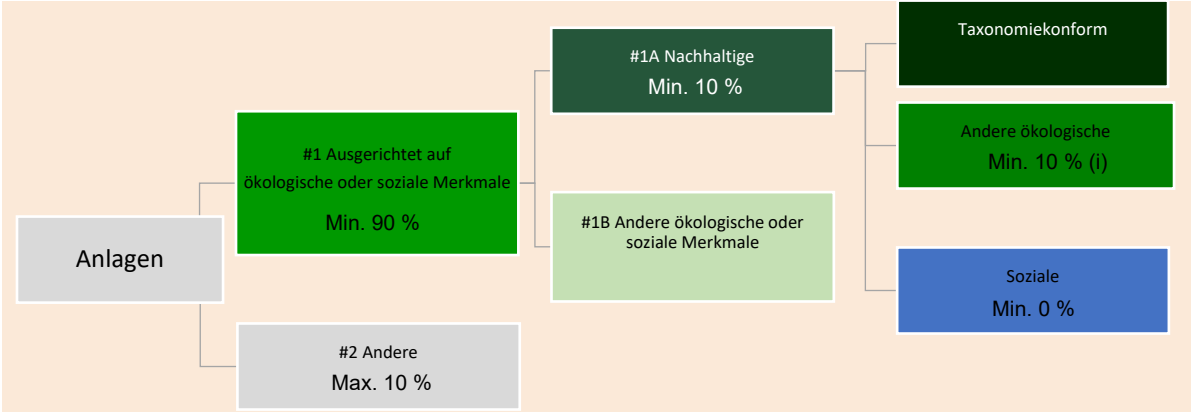 Anlagen
#1 Ausgerichtet auf
ökologische oder soziale Merkmale
Min. 90 %
#2 Andere
Max. 10 %
#1A Nachhaltige
Min. 10 %
#1B Andere ökologische oder
soziale Merkmale
Taxonomiekonform
Andere ökologische
Min. 10 % (i)
Soziale
Min. 0 %